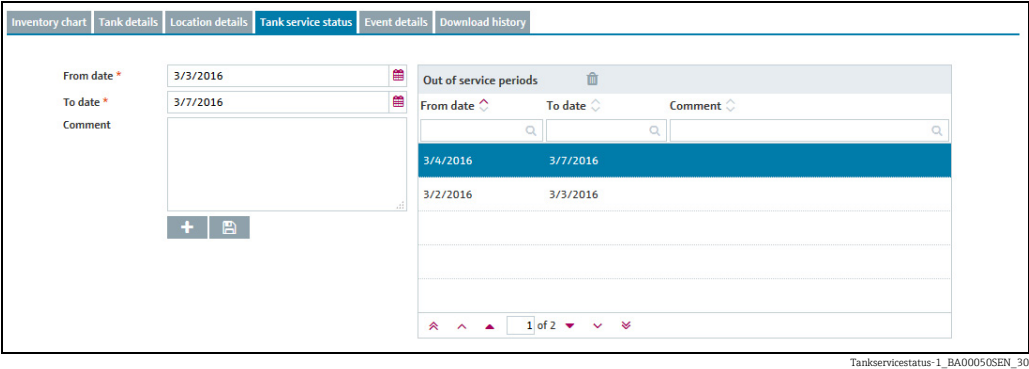 Inventory chart Tank details Location details Tank service status Event details Download history
From date * 3/3/2016
To date * 3/7/2016
Comment
Out of service periods
From date To date Comment
3/4/2016 3/7/2016
3/2/2016 3/3/2016
1 of 2
Tankservicestatus-1_BA00050SEN_30